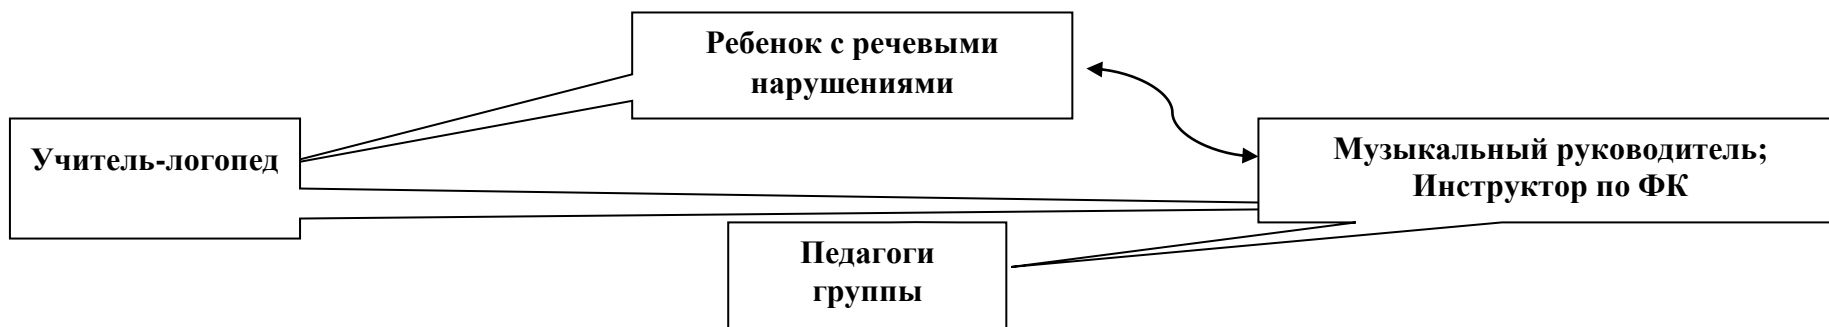 Ребенок с речевыми
нарушениями
Учитель-логопед
Музыкальный руководитель;
Инструктор по ФК
Педагоги
группы